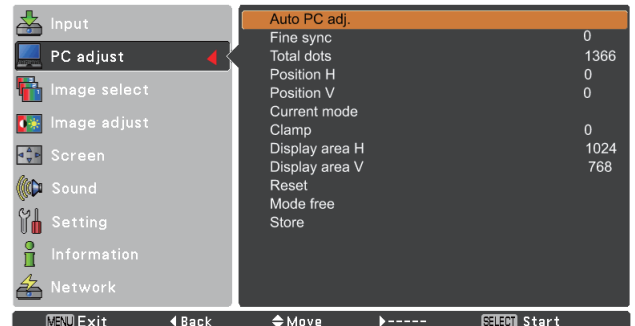 Input
PC adjust
Image select
Image adjust
Screen
Sound
Setting
Information
Network
Auto PC adj.
Fine sync 0
Total dots 1366
Position H 0
Position V 0
Current mode
Clamp 0
Display area H 1024
Display area V 768
Reset
Mode free
Store
MENU Exit Back Move ----- SELECT Start